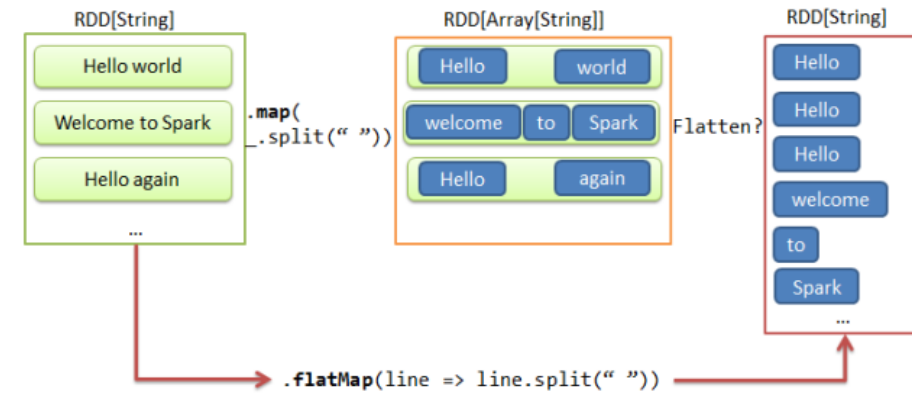 RDD[String]
Hello world
Welcome to Spark
Hello again
...
.map(
_.split(“ ”))
RDD[Array[String]]
Hello world
welcome to Spark
Hello again
Flatten?
RDD[String]
Hello
Hello
Hello
welcome
to
Spark
...
.flatMap(line => line.split(“ ”))